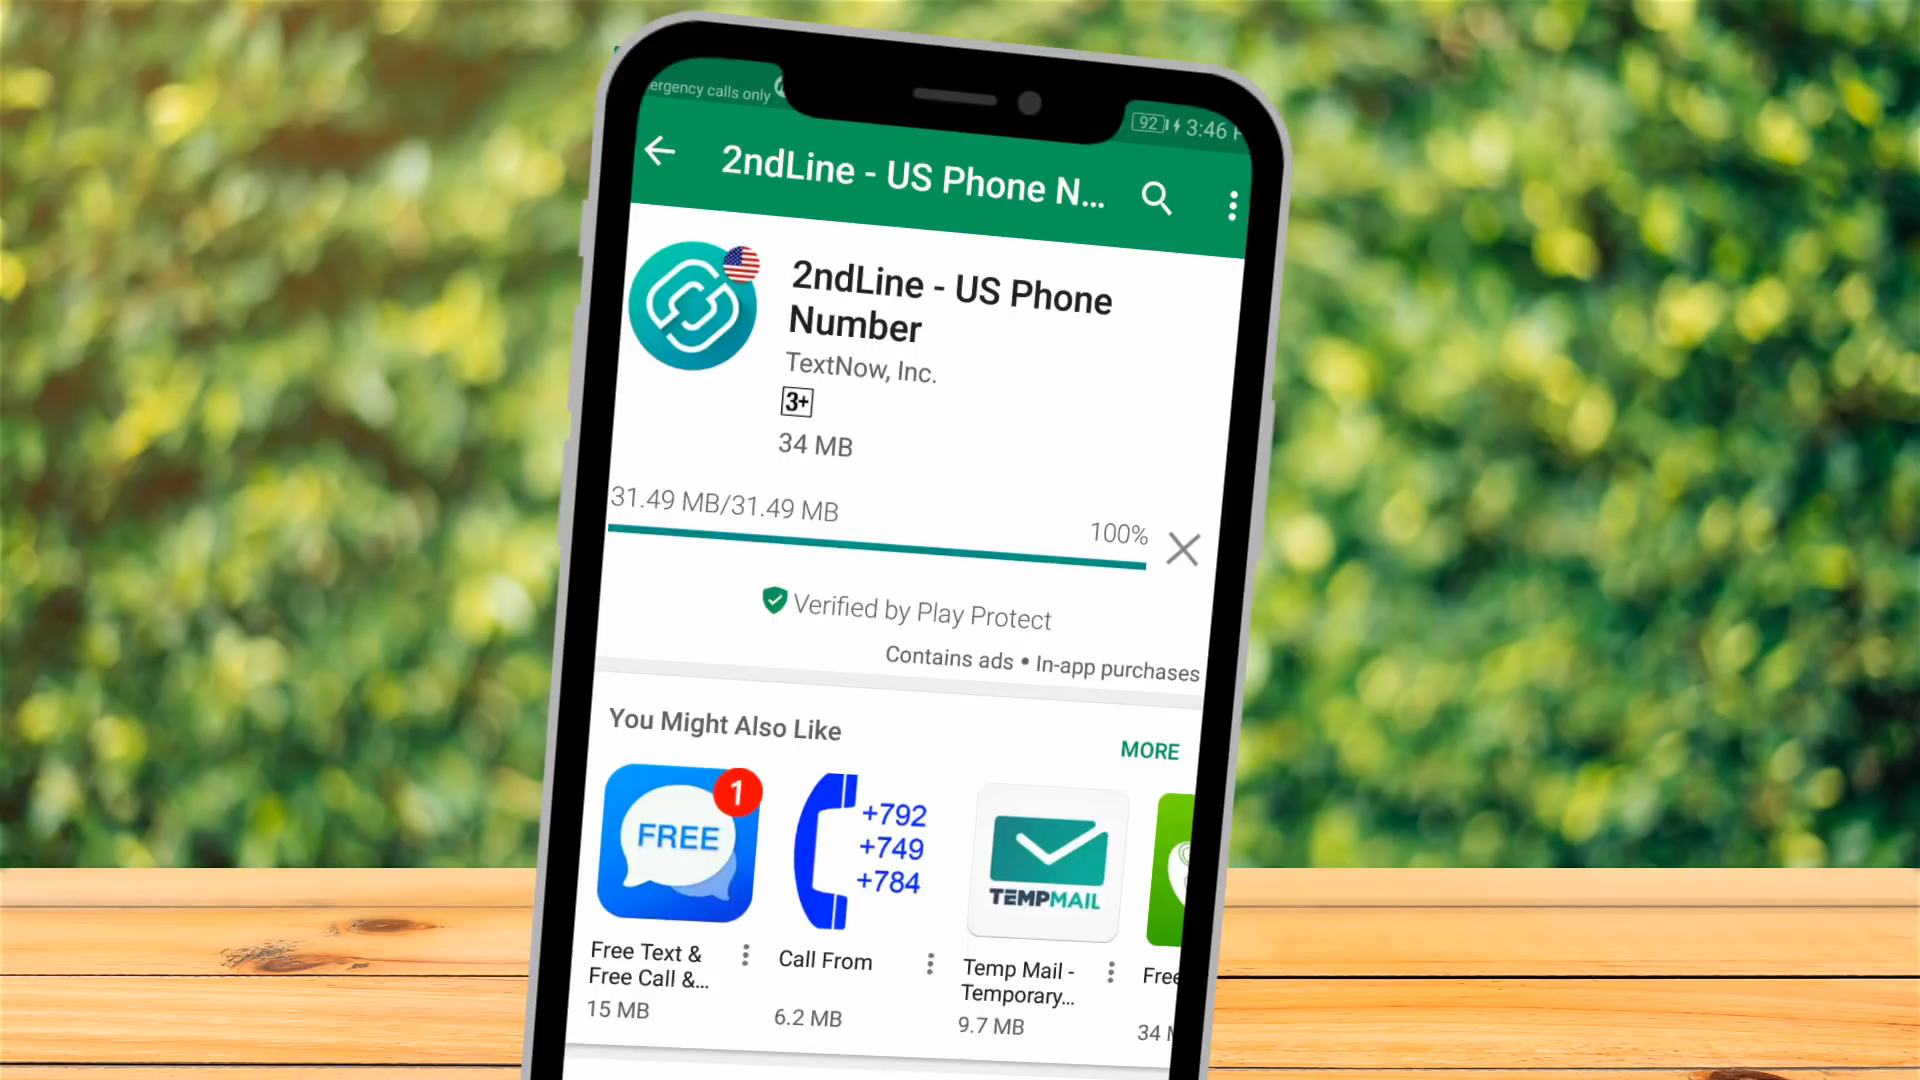 ergency calls only
92 3:46
2ndLine - US Phone N...
2ndLine - US Phone
Number
TextNow, Inc.
3+
34 MB
31.49 MB/31.49 MB
100%
Verified by Play Protect
Contains ads • In-app purchases
You Might Also Like
MORE
FREE
1
+792
+749
+784
TEMPMAIL
Free Text &
Free Call &...
15 MB
Call From
6.2 MB
Temp Mail -
Temporary...
9.7 MB
Free
34